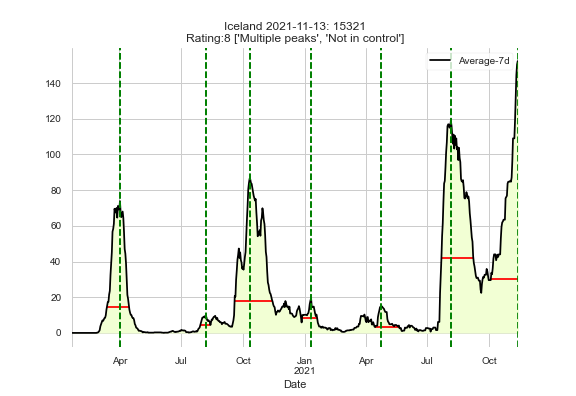 Iceland 2021-11-13: 15321
Rating:8 ['Multiple peaks', 'Not in control']
Average-7d
140
120
100
80
60
40
20
0
Apr Jul Oct Jan Apr Jul Oct
2021
Date